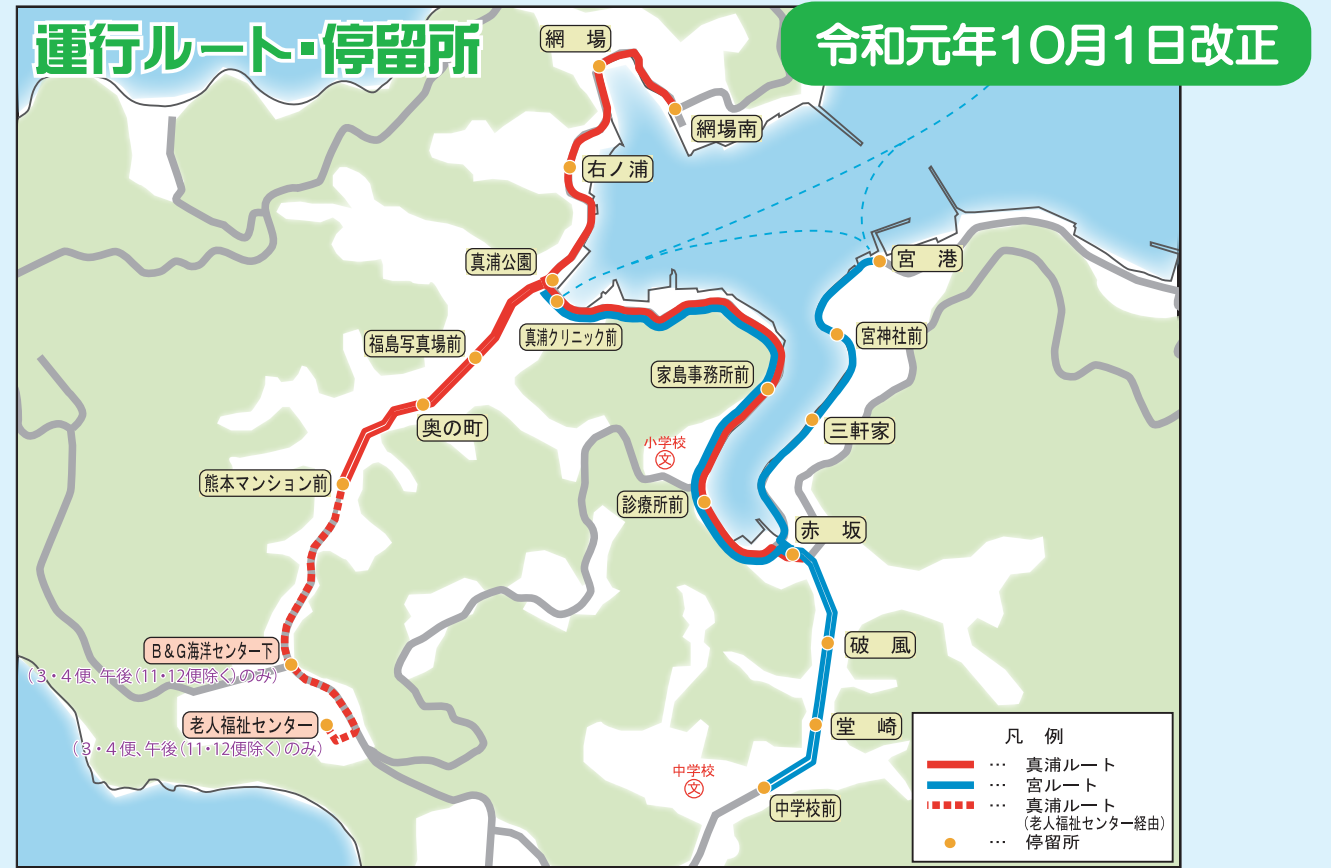 運行ルート・停留所
令和元年10月1日改正
網　場
網場南
右ノ浦
真浦公園
宮　港
真浦クリニック前
宮神社前
福島写真場前
家島事務所前
奥の町
三軒家
小学校
文
熊本マンション前
診療所前
赤　坂
B&G海洋センター下
(3・4便、午後(11・12便除く)のみ)
破　風
老人福祉センター
(3・4便、午後(11・12便除く)のみ)
堂　崎
中学校
文
中学校前
凡　例
… 真浦ルート
… 宮ルート
… 真浦ルート
(老人福祉センター経由)
… 停留所